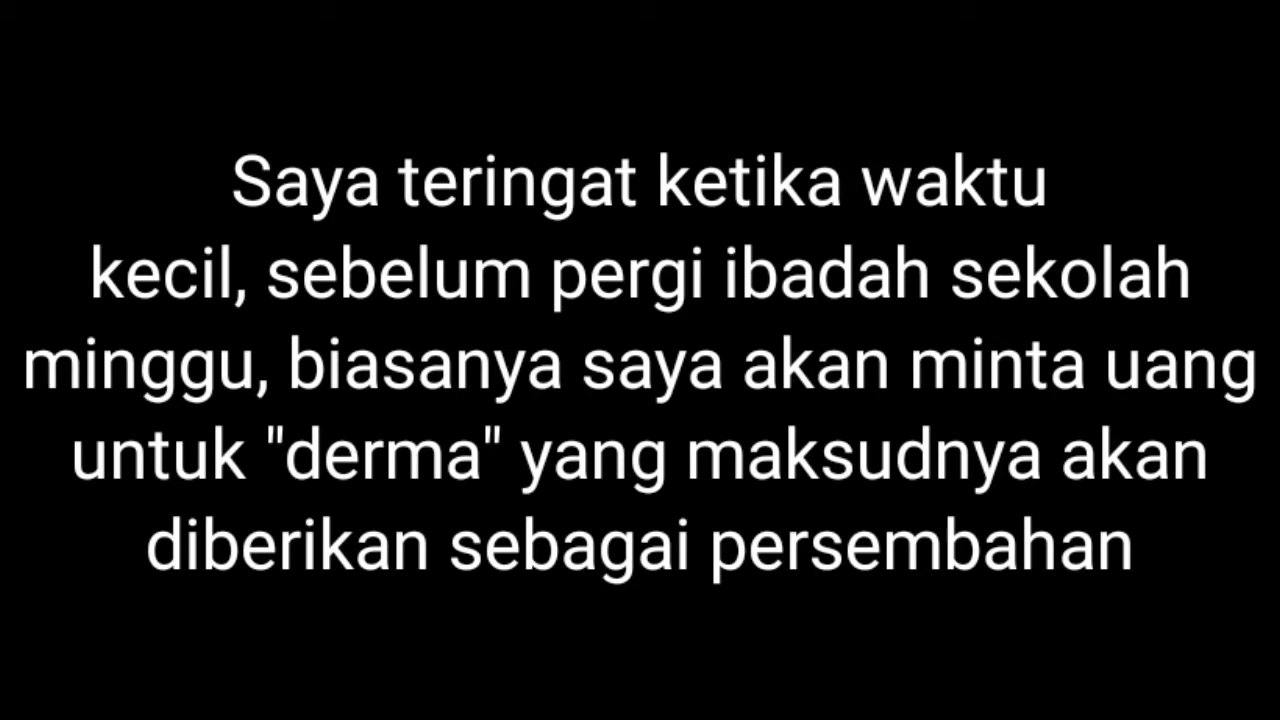 Saya teringat ketika waktu
kecil, sebelum pergi ibadah sekolah
minggu, biasanya saya akan minta uang
untuk "derma" yang maksudnya akan
diberikan sebagai persembahan